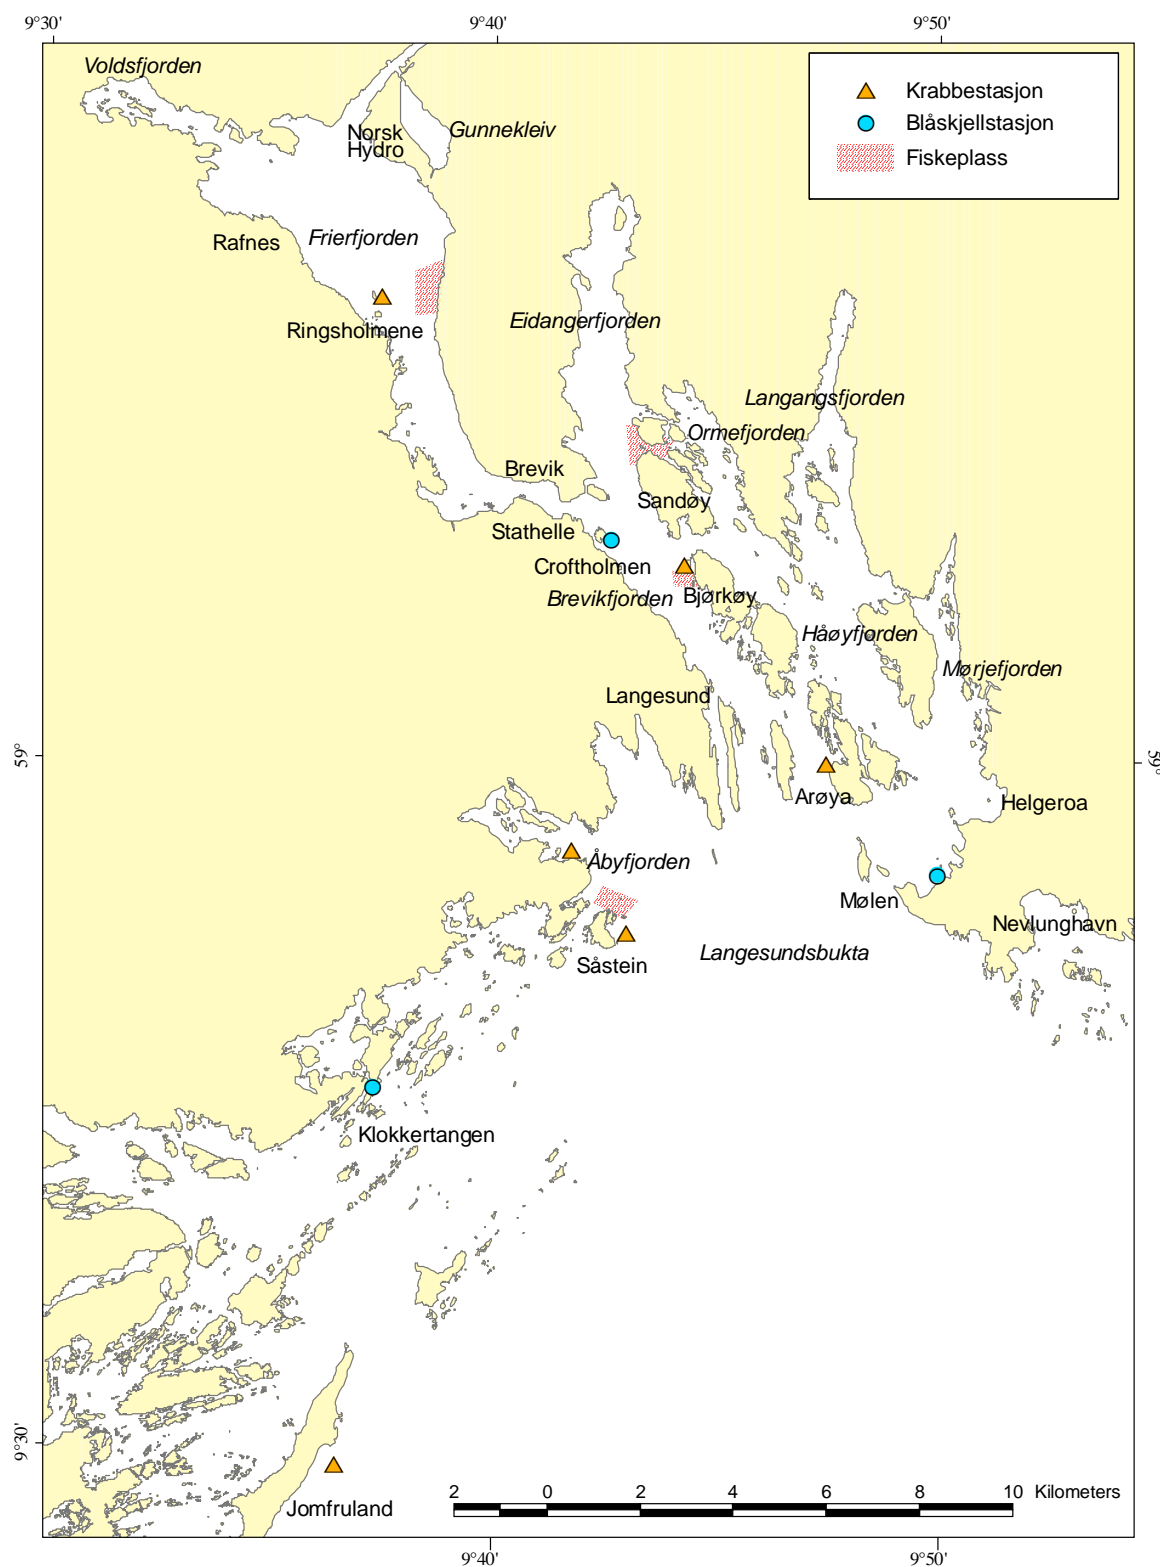 9°30'
9°40'
9°50'
Voldsfjorden
Krabbestasjon
Blåskjellstasjon
Fiskeplass
Norsk
Hydro
Gunnekleiv
Rafnes
Frierfjorden
Ringsholmene
Eidangerfjorden
Langangsfjorden
Ormefjorden
Brevik
Sandøy
Stathelle
Croftholmen
Brevikfjorden
Bjørkøy
Håøyfjorden
Mørjefjorden
Langesund
59°
59°
Arøya
Helgeroa
Åbyfjorden
Mølen
Nevlunghavn
Langesundsbukta
Såstein
Klokkertangen
9°30'
Jomfruland
2 0 2 4 6 8 10 Kilometers
9°40'
9°50'